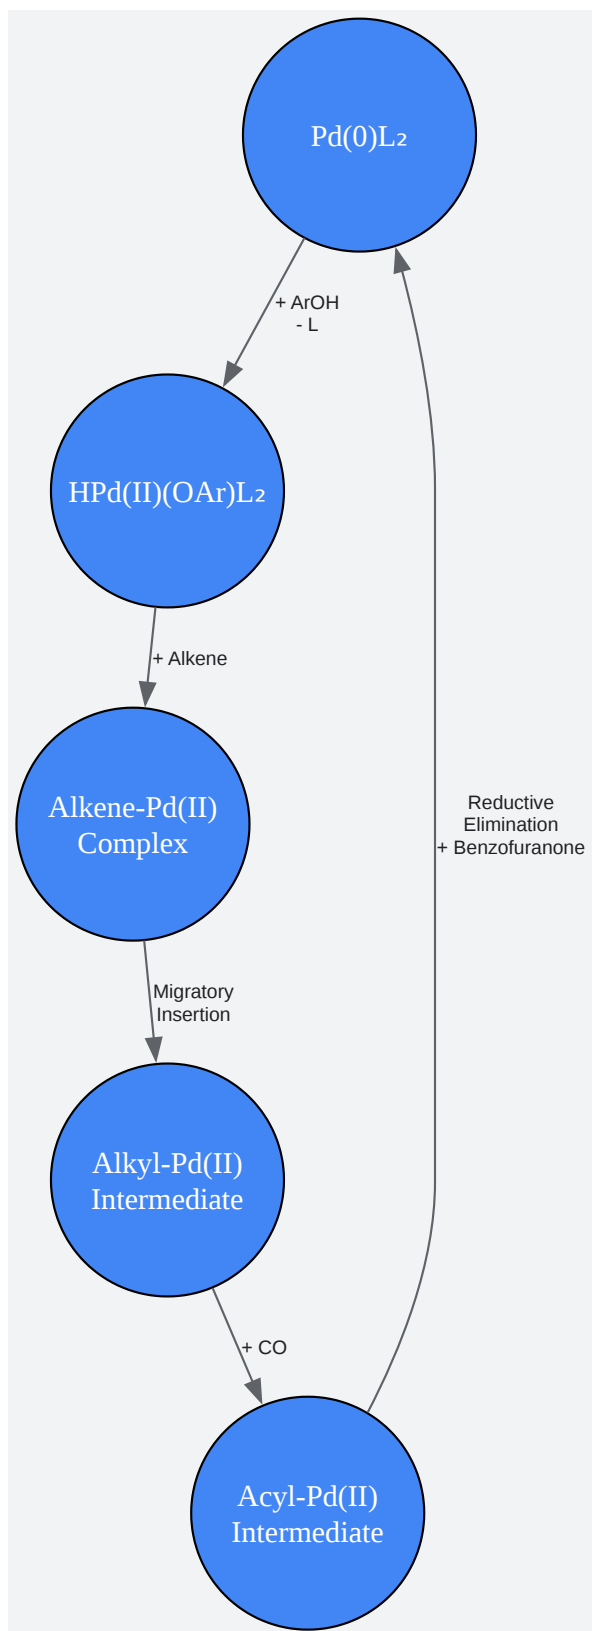 Pd(0)L₂
+ ArOH
- L
HPd(II)(OAr)L₂
+ Alkene
Alkene-Pd(II)
Complex
Reductive
Elimination
+ Benzofuranone
Migratory
Insertion
Alkyl-Pd(II)
Intermediate
+ CO
Acyl-Pd(II)
Intermediate